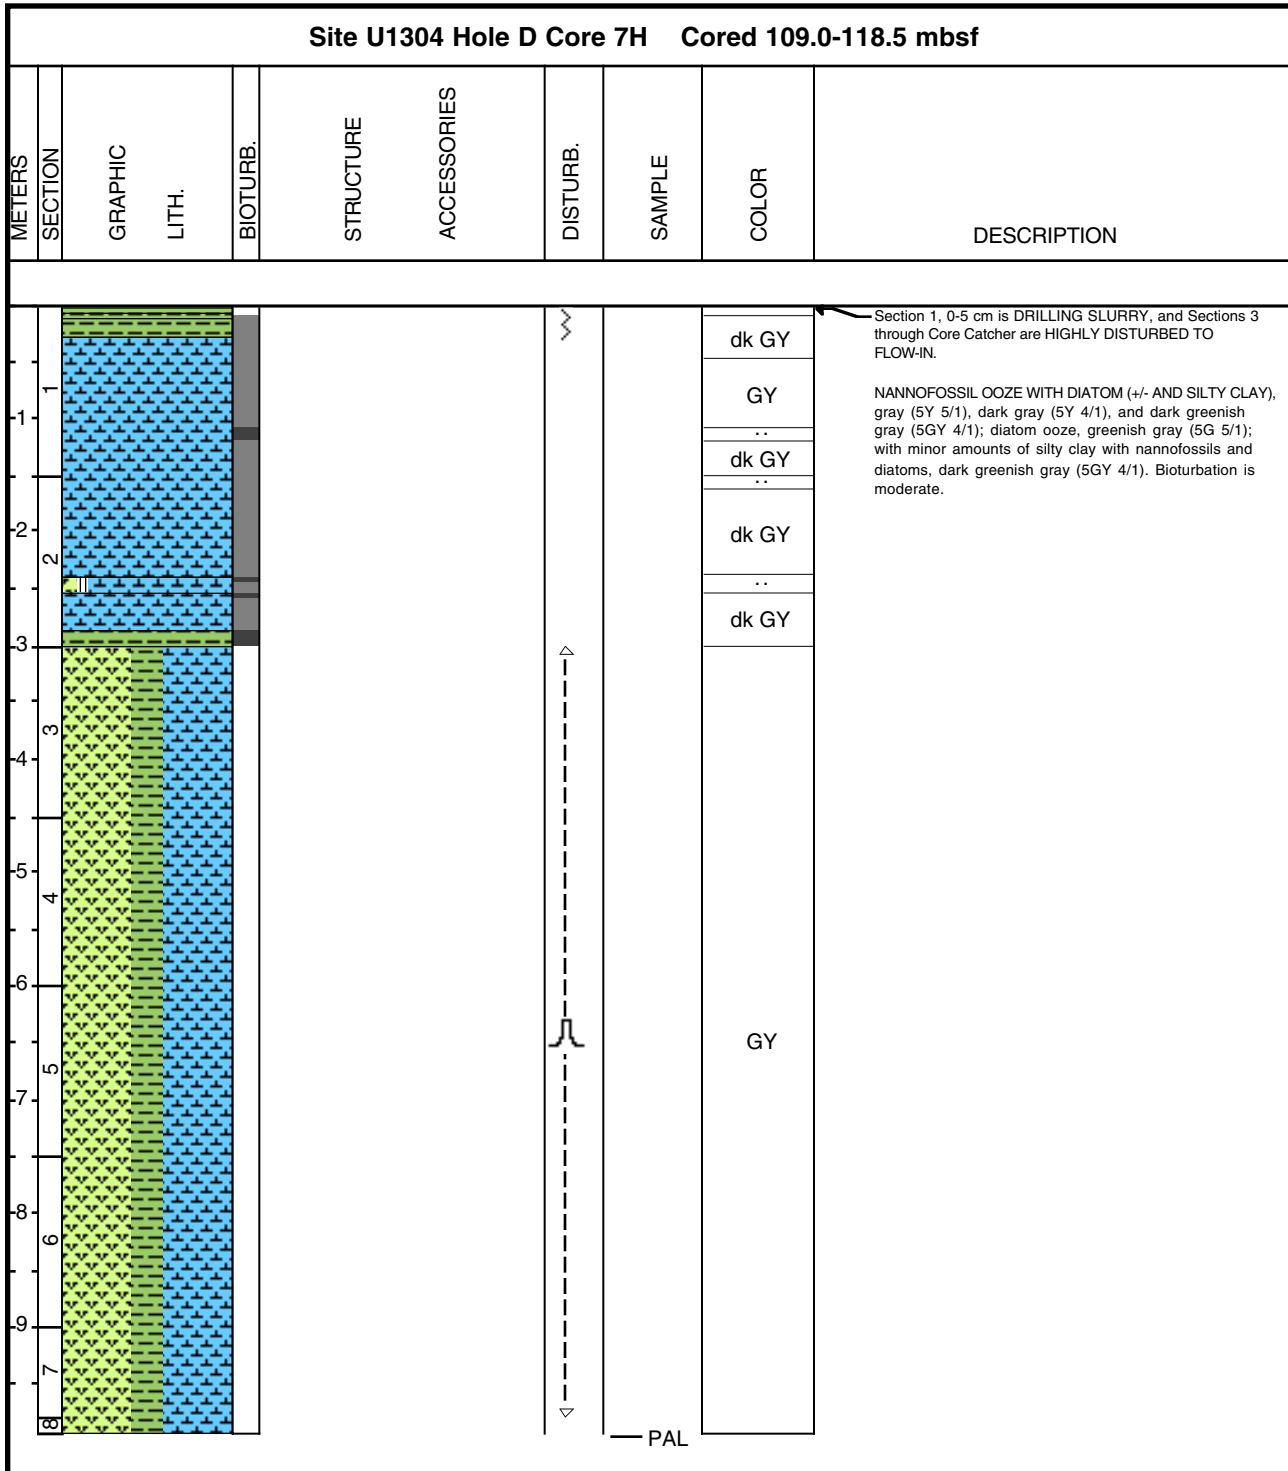 Site U1304 Hole D Core 7H Cored 109.0-118.5 mbsf
METERS
SECTION
GRAPHIC
LITH.
BIOTURB.
STRUCTURE
ACCESSORIES
DISTURB.
SAMPLE
COLOR
DESCRIPTION
Section 1, 0-5 cm is DRILLING SLURRY, and Sections 3
through Core Catcher are HIGHLY DISTURBED TO
FLOW-IN.
NANNOFOSSIL OOZE WITH DIATOM (+/- AND SILTY CLAY),
gray (5Y 5/1), dark gray (5Y 4/1), and dark greenish
gray (5GY 4/1); diatom ooze, greenish gray (5G 5/1);
with minor amounts of silty clay with nannofossils and
diatoms, dark greenish gray (5GY 4/1). Bioturbation is
moderate.
dk GY
GY
. .
dk GY
. .
dk GY
. .
dk GY
GY
1
2
3
4
5
6
7
8
9
1
2
3
4
5
6
7
8
PAL